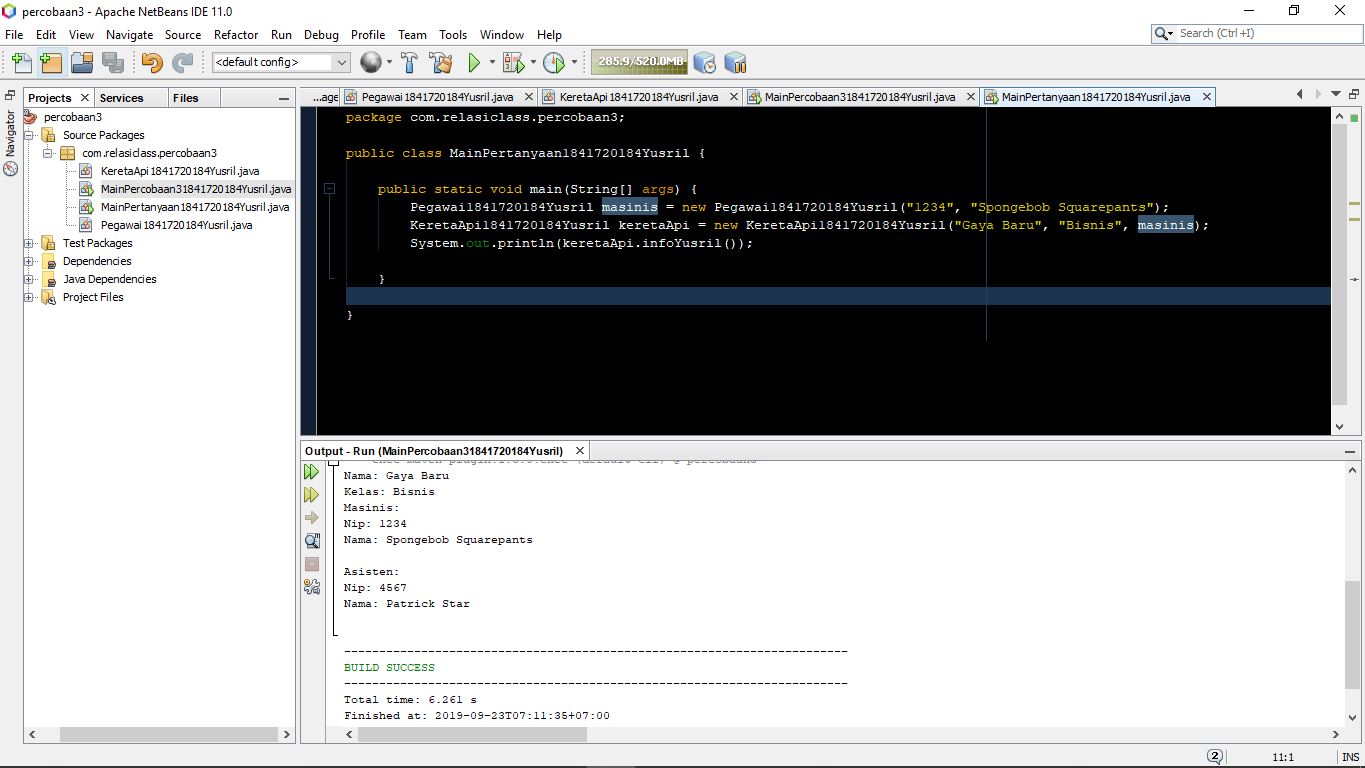 percobaan3 - Apache NetBeans IDE 11.0
File Edit View Navigate Source Refactor Run Debug Profile Team Tools Window Help
Search (Ctrl+I)
<default config>
285.9/520.0MB
Projects Services Files
Navigator
percobaan3
Source Packages
com.relasiclass.percobaan3
KeretaApi1841720184Yusril.java
MainPercobaan31841720184Yusril.java
MainPertanyaan1841720184Yusril.java
Pegawai1841720184Yusril.java
Test Packages
Dependencies
Java Dependencies
Project Files
...age Pegawai1841720184Yusril.java KeretaApi1841720184Yusril.java MainPercobaan31841720184Yusril.java MainPertanyaan1841720184Yusril.java
package com.relasiclass.percobaan3;
public class MainPertanyaan1841720184Yusril {
public static void main(String[] args) {
Pegawai1841720184Yusril masinis = new Pegawai1841720184Yusril("1234", "Spongebob Squarepants");
KeretaApi1841720184Yusril keretaApi = new KeretaApi1841720184Yusril("Gaya Baru", "Bisnis", masinis);
System.out.println(keretaApi.infoYusril());
}
}
Output - Run (MainPercobaan31841720184Yusril)
Nama: Gaya Baru
Kelas: Bisnis
Masinis:
Nip: 1234
Nama: Spongebob Squarepants
Asisten:
Nip: 4567
Nama: Patrick Star
------------------------------------------------------------------------
BUILD SUCCESS
------------------------------------------------------------------------
Total time: 6.261 s
Finished at: 2019-09-23T07:11:35+07:00
2 11:1 INS